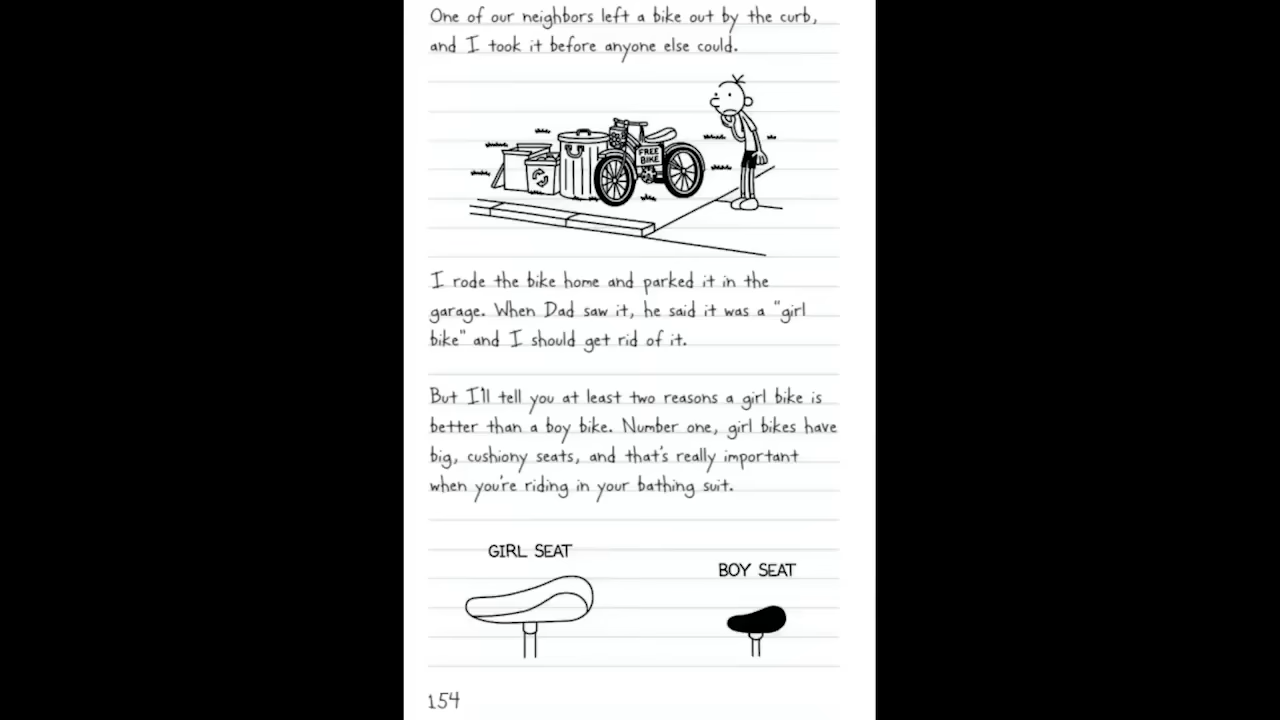 One of our neighbors left a bike out by the curb,
and I took it before anyone else could.
FREE
BIKE
I rode the bike home and parked it in the
garage. When Dad saw it, he said it was a "girl
bike" and I should get rid of it.
But I'll tell you at least two reasons a girl bike is
better than a boy bike. Number one, girl bikes have
big, cushiony seats, and that's really important
when you're riding in your bathing suit.
GIRL SEAT
BOY SEAT
154